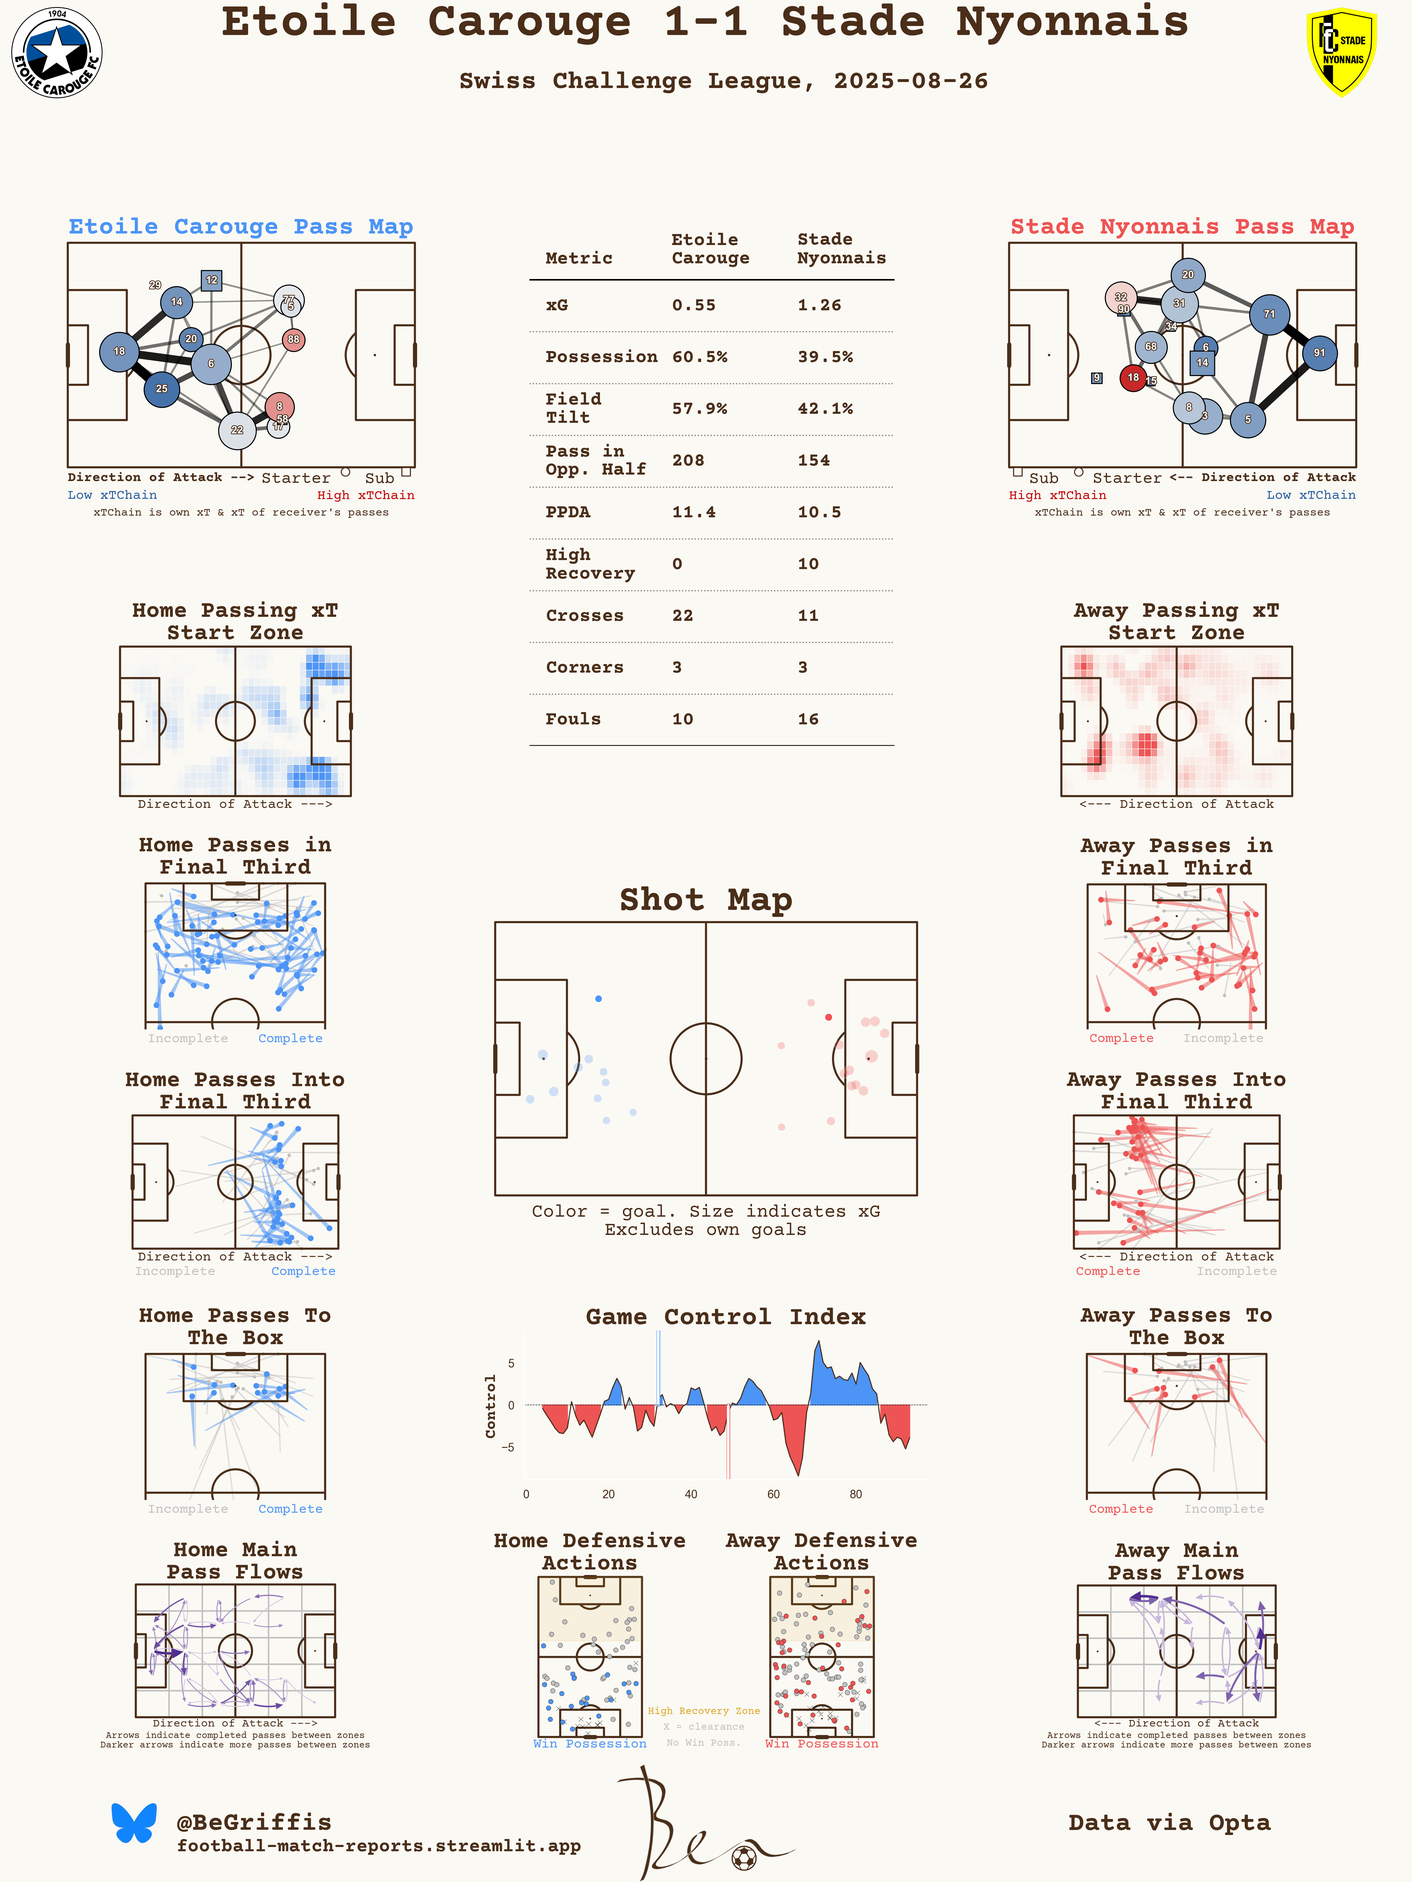 Etoile Carouge 1-1 Stade Nyonnais
Swiss Challenge League, 2025-08-26
1904
ETOILE CAROUGE FC
FC STADE
NYONNAIS
Etoile Carouge Pass Map
29
12
14
77
5
20
88
18
6
25
8
58
22
17
Direction of Attack --> Starter Sub
Low xTChain High xTChain
xTChain is own xT & xT of receiver's passes
Metric Etoile Carouge Stade Nyonnais
xG 0.55 1.26
Possession 60.5% 39.5%
Field Tilt 57.9% 42.1%
Pass in Opp. Half 208 154
PPDA 11.4 10.5
High Recovery 0 10
Crosses 22 11
Corners 3 3
Fouls 10 16
Stade Nyonnais Pass Map
20
32
31
90
71
34
68
6
91
14
9
18
15
8
3
5
Sub Starter <-- Direction of Attack
High xTChain Low xTChain
xTChain is own xT & xT of receiver's passes
Home Passing xT
Start Zone
Direction of Attack --->
Away Passing xT
Start Zone
<--- Direction of Attack
Home Passes in
Final Third
Incomplete Complete
Away Passes in
Final Third
Complete Incomplete
Shot Map
Color = goal. Size indicates xG
Excludes own goals
Home Passes Into
Final Third
Direction of Attack --->
Incomplete Complete
Away Passes Into
Final Third
<--- Direction of Attack
Complete Incomplete
Home Passes To
The Box
Incomplete Complete
Game Control Index
Control
5
0
−5
0 20 40 60 80
Away Passes To
The Box
Complete Incomplete
Home Main
Pass Flows
Direction of Attack --->
Arrows indicate completed passes between zones
Darker arrows indicate more passes between zones
Home Defensive
Actions
Win Possession
High Recovery Zone
X = clearance
No Win Poss.
Away Defensive
Actions
Win Possession
Away Main
Pass Flows
<--- Direction of Attack
Arrows indicate completed passes between zones
Darker arrows indicate more passes between zones
@BeGriffis
football-match-reports.streamlit.app
Ben
Data via Opta